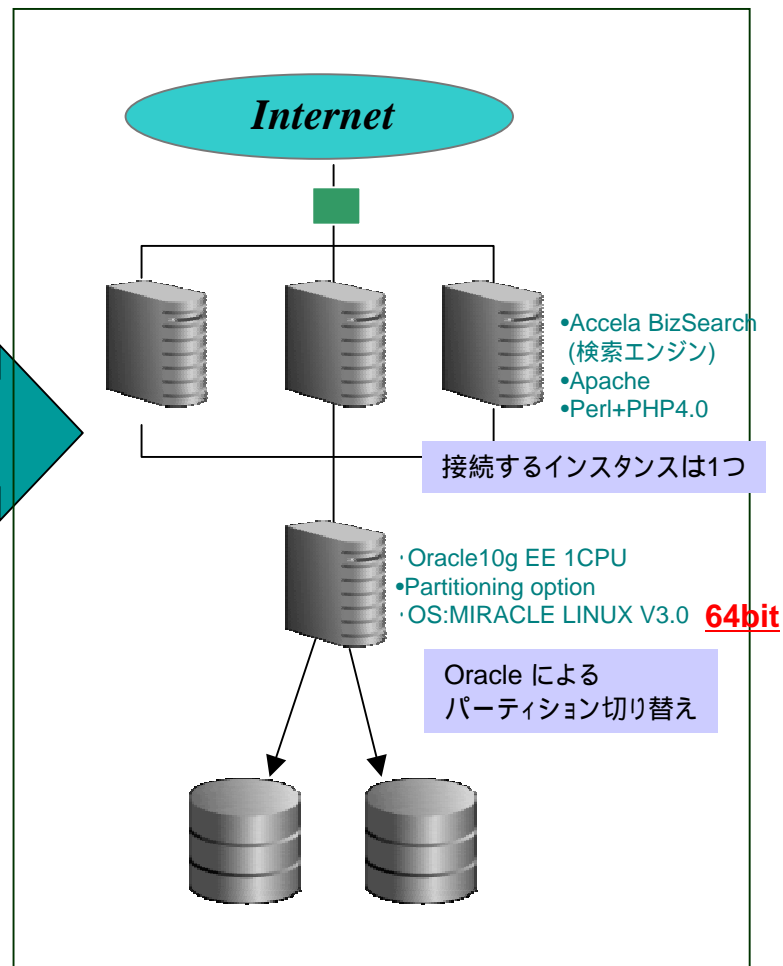 Internet
•Accela BizSearch
(検索エンジン)
•Apache
•Perl+PHP4.0
接続するインスタンスは1つ
･Oracle10g EE 1CPU
•Partitioning option
･OS:MIRACLE LINUX V3.0 64bit
Oracle による
パーティション切り替え